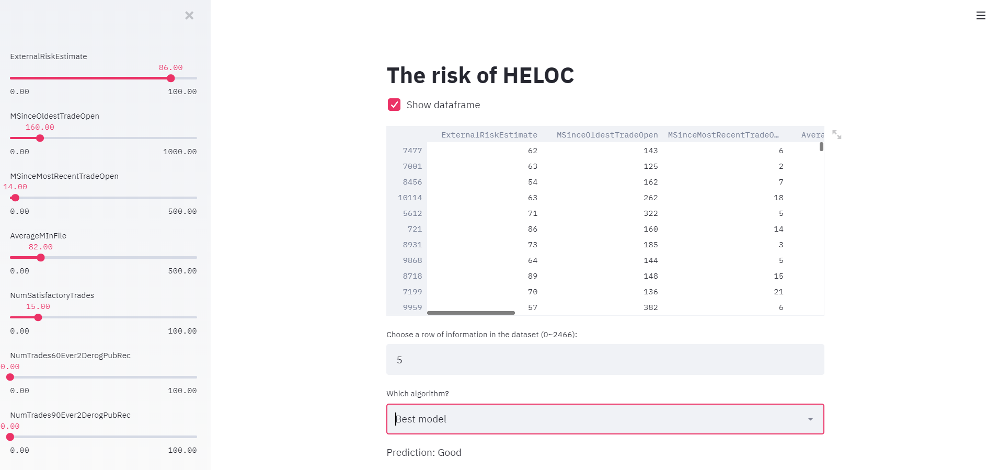 ExternalRiskEstimate
86.00
0.00 100.00
MSinceOldestTradeOpen
160.00
0.00 1000.00
MSinceMostRecentTradeOpen
14.00
0.00 500.00
AverageMInFile
82.00
0.00 500.00
NumSatisfactoryTrades
15.00
0.00 100.00
NumTrades60Ever2DerogPubRec
0.00
0.00 100.00
NumTrades90Ever2DerogPubRec
0.00
0.00 100.00
The risk of HELOC
Show dataframe
ExternalRiskEstimate MSinceOldestTradeOpen MSinceMostRecentTradeO… Avera
7477 62 143 6
7001 63 125 2
8456 54 162 7
10114 63 262 18
5612 71 322 5
721 86 160 14
8931 73 185 3
9868 64 144 5
8718 89 148 15
7199 70 136 21
9959 57 382 6
Choose a row of information in the dataset (0~2466):
5
Which algorithm?
Best model
Prediction: Good